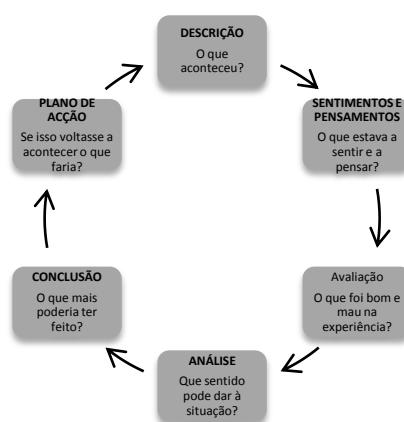 DESCRIÇÃO
O que
aconteceu?
SENTIMENTOS E
PENSAMENTOS
O que estava a
sentir e a
pensar?
Avaliação
O que foi bom e
mau na
experiência?
ANÁLISE
Que sentido
pode dar à
situação?
CONCLUSÃO
O que mais
poderia ter
feito?
PLANO DE
ACÇÃO
Se isso voltasse a
acontecer o que
faria?